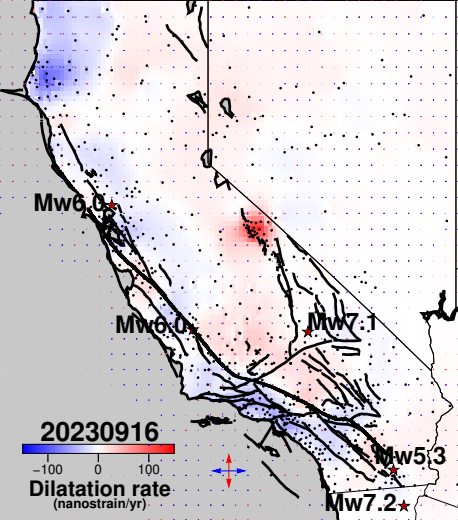 Mw6.0
Mw6.0
Mw7.1
20230916
−100 0 100
Dilatation rate
(nanostrain/yr)
Mw5.3
Mw7.2